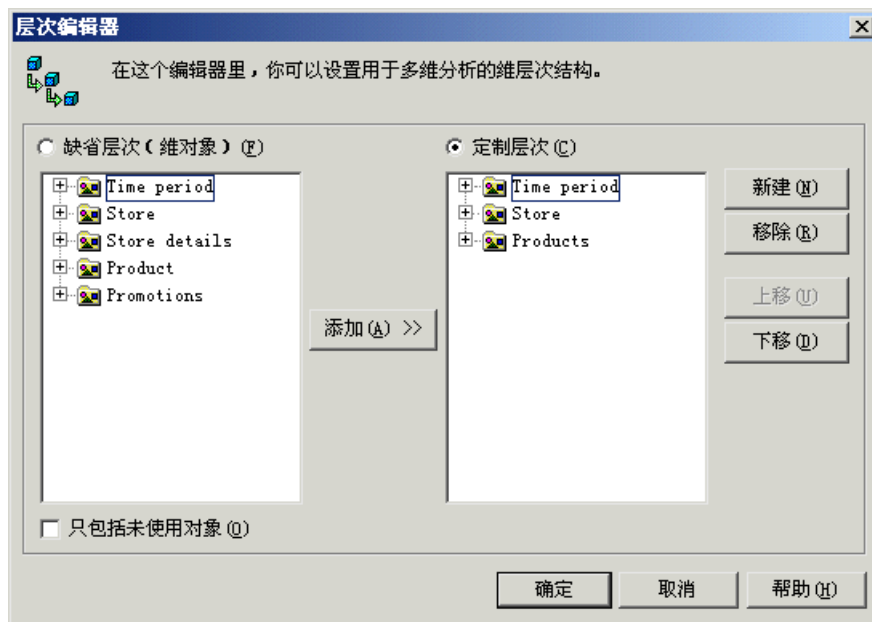 层次编辑器
在这个编辑器里，你可以设置用于多维分析的维层次结构。
缺省层次（维对象）(F)
定制层次(C)
Time period
Store
Store details
Product
Promotions
添加(A) >>
Time period
Store
Products
新建(N)
移除(R)
上移(U)
下移(D)
只包括未使用对象(O)
确定
取消
帮助(H)